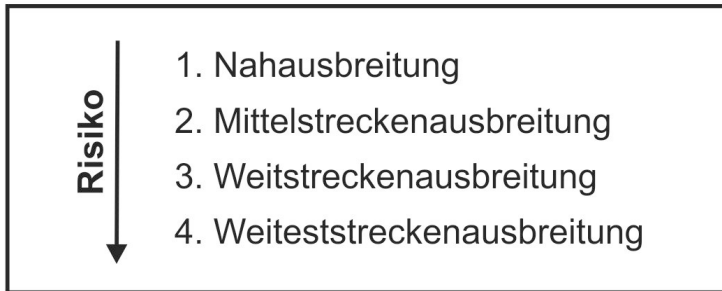 Risiko
1. Nahausbreitung
2. Mittelstreckenausbreitung
3. Weitstreckenausbreitung
4. Weiteststreckenausbreitung